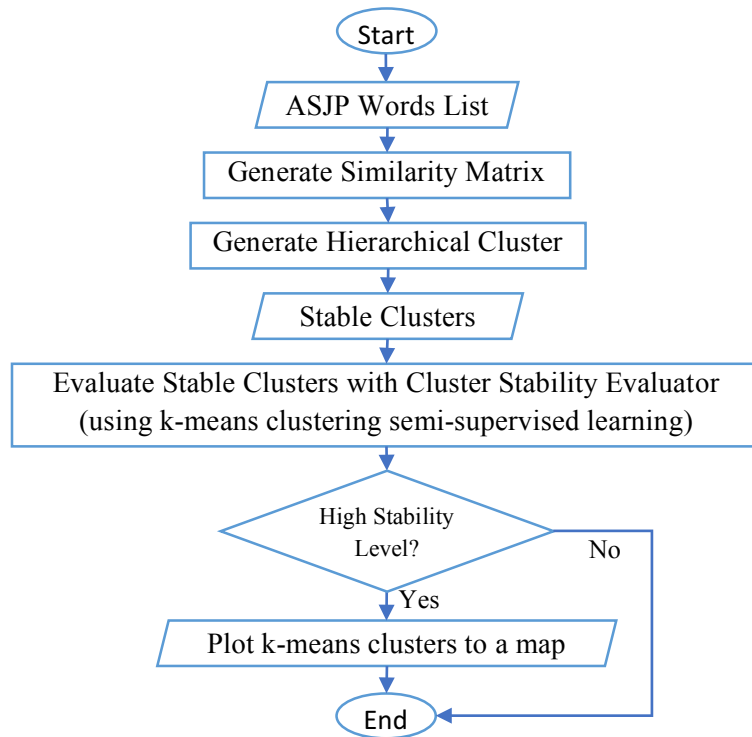 Start
ASJP Words List
Generate Similarity Matrix
Generate Hierarchical Cluster
Stable Clusters
Evaluate Stable Clusters with Cluster Stability Evaluator
(using k-means clustering semi-supervised learning)
High Stability
Level?
No
Yes
Plot k-means clusters to a map
End